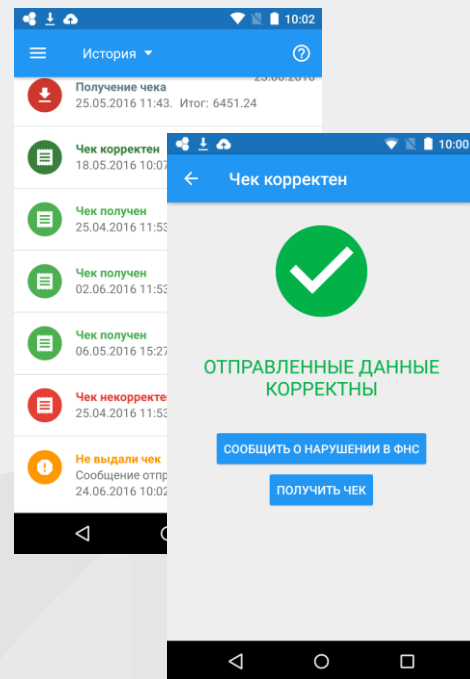 10:02
История
23.06.2016
Получение чека
25.05.2016 11:43. Итог: 6451.24
Чек корректен
18.05.2016 10:07
Чек получен
25.04.2016 11:53
Чек получен
02.06.2016 11:53
Чек получен
06.05.2016 15:27
Чек некорректе
25.04.2016 11:53
Не выдали чек
Сообщение отпр
24.06.2016 10:02
10:00
Чек корректен
ОТПРАВЛЕННЫЕ ДАННЫЕ
КОРРЕКТНЫ
СООБЩИТЬ О НАРУШЕНИИ В ФНС
ПОЛУЧИТЬ ЧЕК